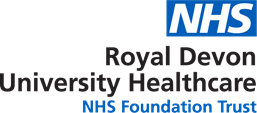 NHS
Royal Devon
University Healthcare
NHS Foundation Trust